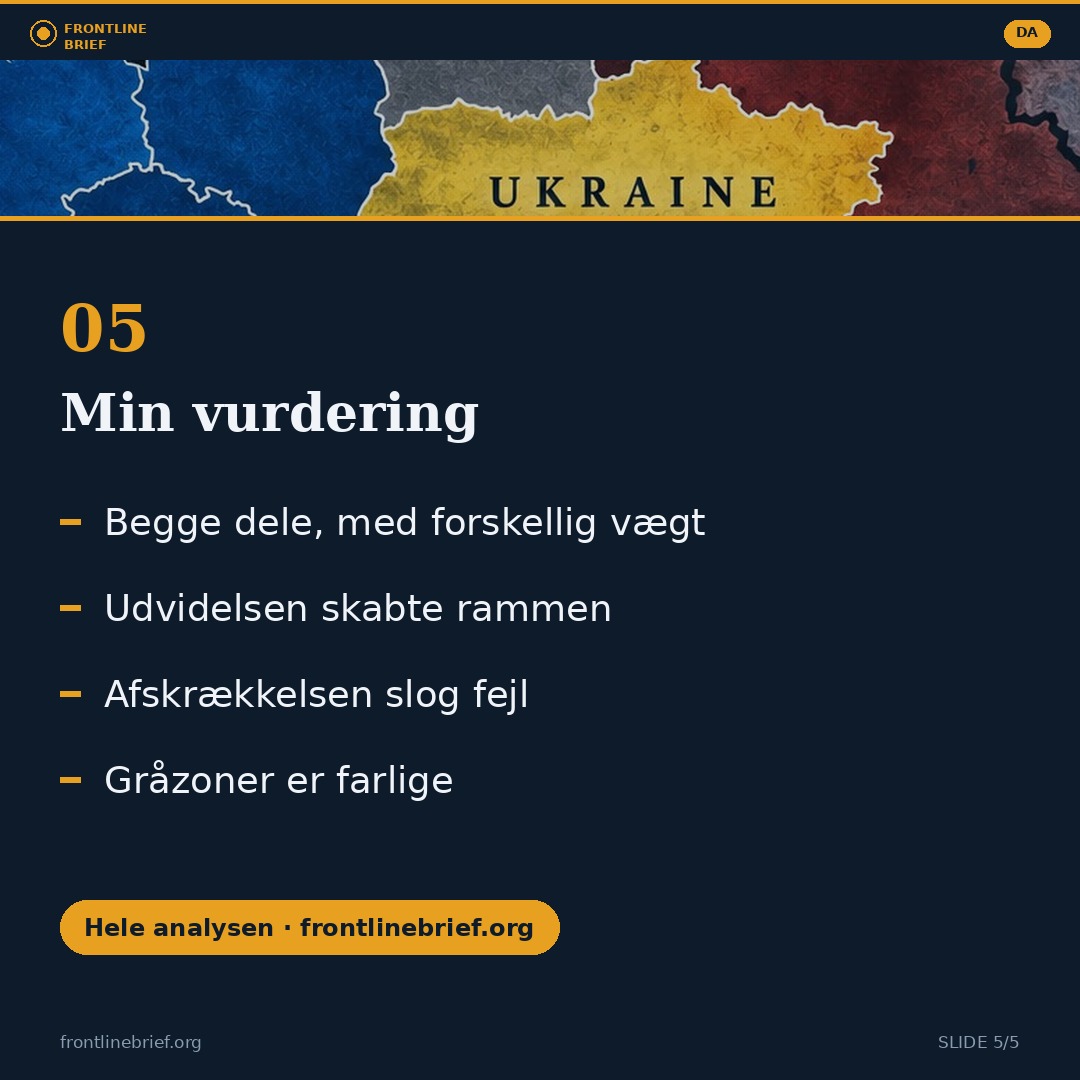 FRONTLINE
BRIEF
DA
UKRAINE
05
Min vurdering
Begge dele, med forskellig vægt
Udvidelsen skabte rammen
Afskrækkelsen slog fejl
Gråzoner er farlige
Hele analysen · frontlinebrief.org
frontlinebrief.org
SLIDE 5/5